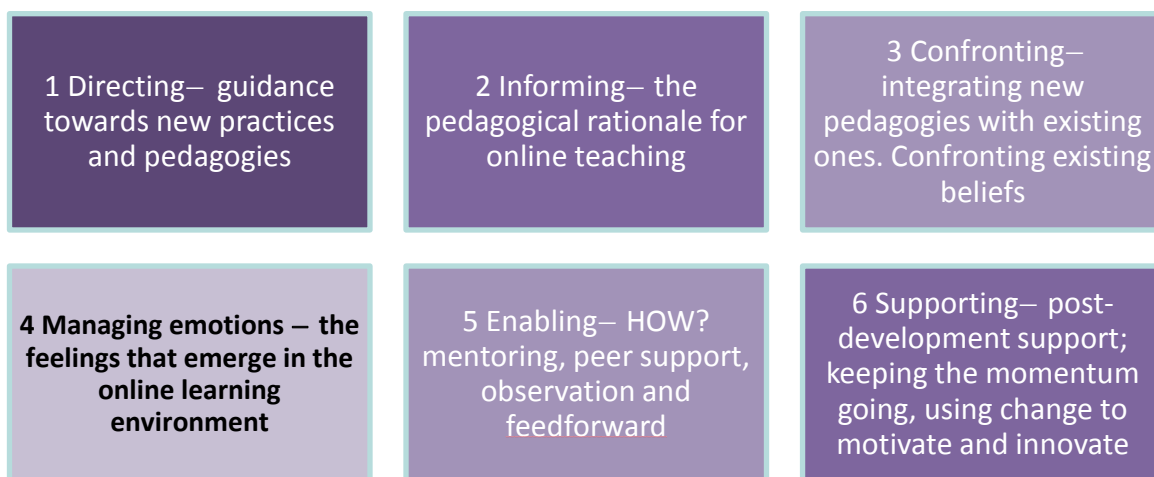 1 Directing– guidance
towards new practices
and pedagogies
2 Informing– the
pedagogical rationale for
online teaching
3 Confronting–
integrating new
pedagogies with existing
ones. Confronting existing
beliefs
4 Managing emotions – the
feelings that emerge in the
online learning
environment
5 Enabling– HOW?
mentoring, peer support,
observation and
feedforward
6 Supporting– post-
development support;
keeping the momentum
going, using change to
motivate and innovate